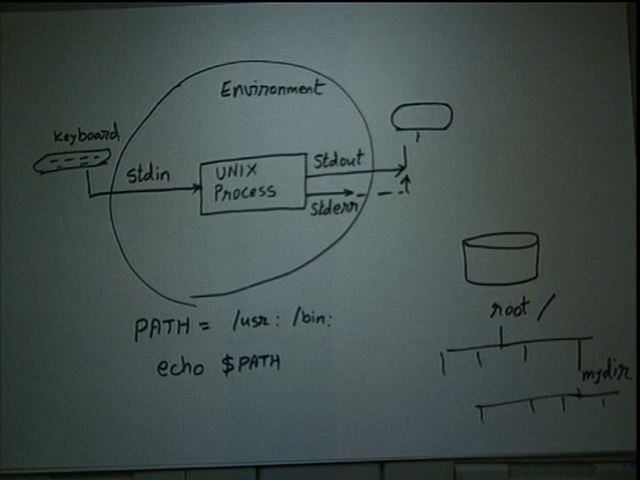 Environment
Keyboard
stdin
UNIX
Process
Stdout
Stderr
PATH = /usr: /bin:
echo $PATH
root /
mydir